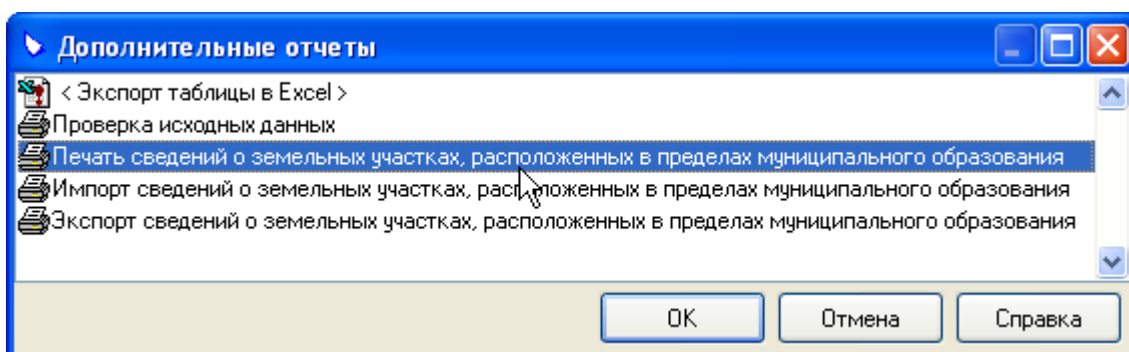 Дополнительные отчеты
< Экспорт таблицы в Excel >
Проверка исходных данных
Печать сведений о земельных участках, расположенных в пределах муниципального образования
Импорт сведений о земельных участках, расположенных в пределах муниципального образования
Экспорт сведений о земельных участках, расположенных в пределах муниципального образования
ОК
Отмена
Справка